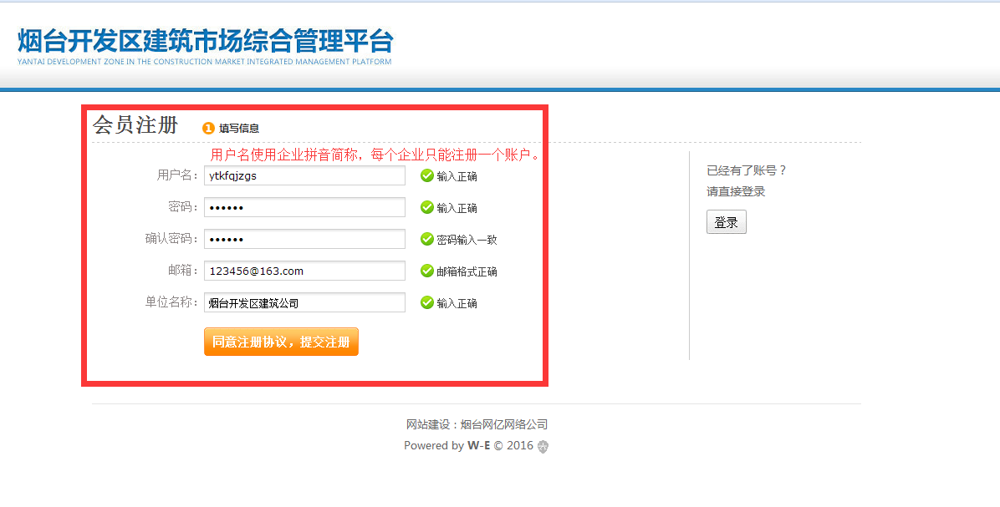 烟台开发区建筑市场综合管理平台
YANTAI DEVELOPMENT ZONE IN THE CONSTRUCTION MARKET INTEGRATED MANAGEMENT PLATFORM
会员注册 1 填写信息
用户名使用企业拼音简称，每个企业只能注册一个账户。
用户名： ytkfqjzgs 输入正确
密码： •••••• 输入正确
确认密码： •••••• 密码输入一致
邮箱： 123456@163.com 邮箱格式正确
单位名称： 烟台开发区建筑公司 输入正确
同意注册协议，提交注册
已经有了账号？
请直接登录
登录
网站建设：烟台网亿网络公司
Powered by W-E © 2016